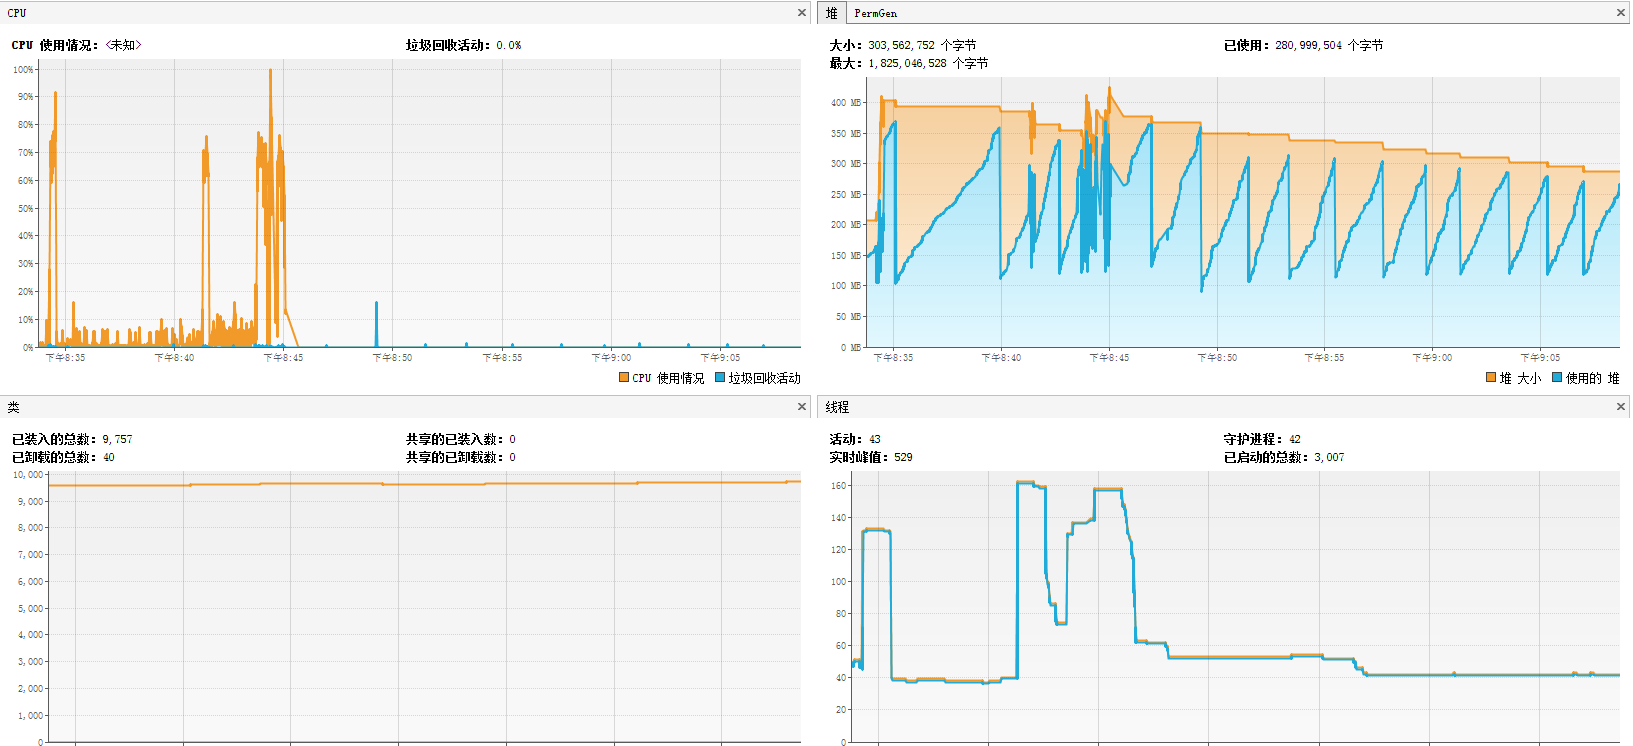 CPU
CPU 使用情况: <未知>
垃圾回收活动: 0.0%
100%
90%
80%
70%
60%
50%
40%
30%
20%
10%
0%
下午8:35 下午8:40 下午8:45 下午8:50 下午8:55 下午9:00 下午9:05
CPU 使用情况 垃圾回收活动
堆 PermGen
大小: 303,562,752 个字节
已使用: 280,999,504 个字节
最大: 1,825,046,528 个字节
400 MB
350 MB
300 MB
250 MB
200 MB
150 MB
100 MB
50 MB
0 MB
下午8:35 下午8:40 下午8:45 下午8:50 下午8:55 下午9:00 下午9:05
堆 大小 使用的 堆
类
已装入的总数: 9,757
共享的已装入数: 0
已卸载的总数: 40
共享的已卸载数: 0
10,000
9,000
8,000
7,000
6,000
5,000
4,000
3,000
2,000
1,000
0
线程
活动: 43
守护进程: 42
实时峰值: 529
已启动的总数: 3,007
160
140
120
100
80
60
40
20
0